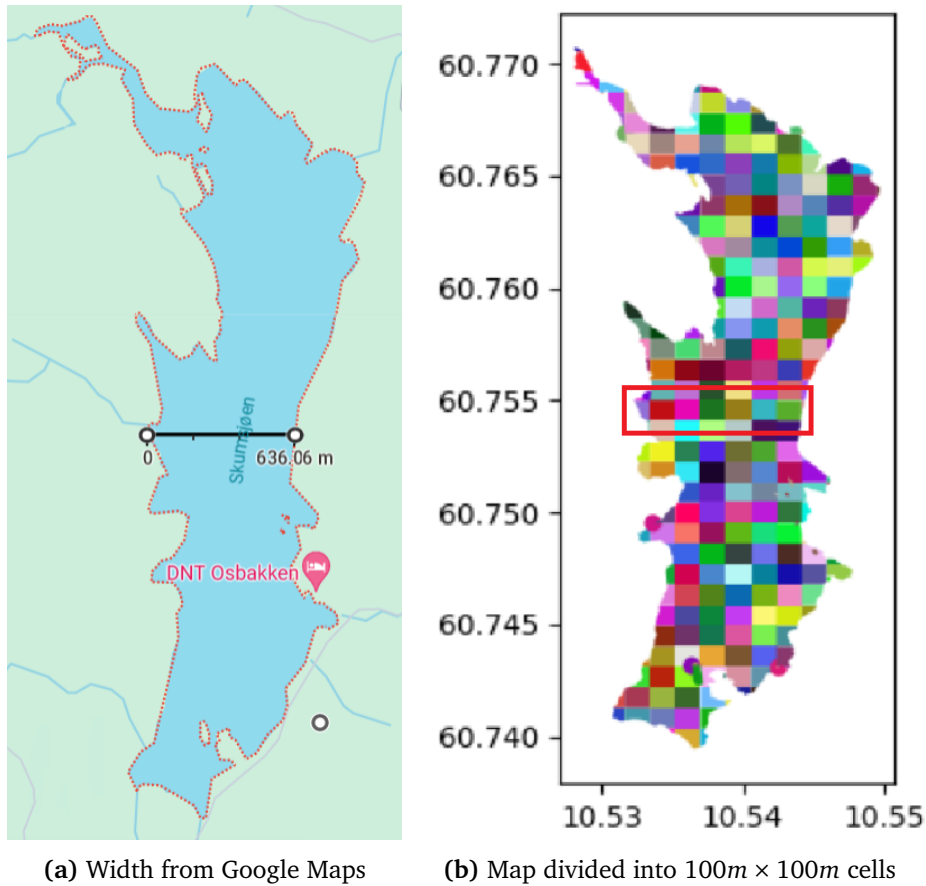 Skumsjøen
0
636.06 m
DNT Osbakken
60.770
60.765
60.760
60.755
60.750
60.745
60.740
10.53 10.54 10.55
(a) Width from Google Maps
(b) Map divided into 100m × 100m cells